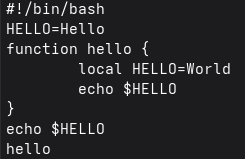 #!/bin/bash
HELLO=Hello
function hello {
        local HELLO=World
        echo $HELLO
}
echo $HELLO
hello